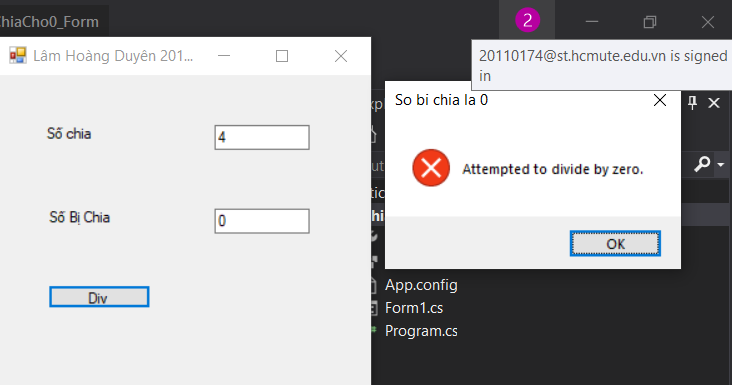 ChiaCho0_Form
2
Lâm Hoàng Duyên 201...
20110174@st.hcmute.edu.vn is signed
in
So bi chia la 0
Số chia
4
Attempted to divide by zero.
Số Bị Chia
0
OK
Div
App.config
Form1.cs
Program.cs